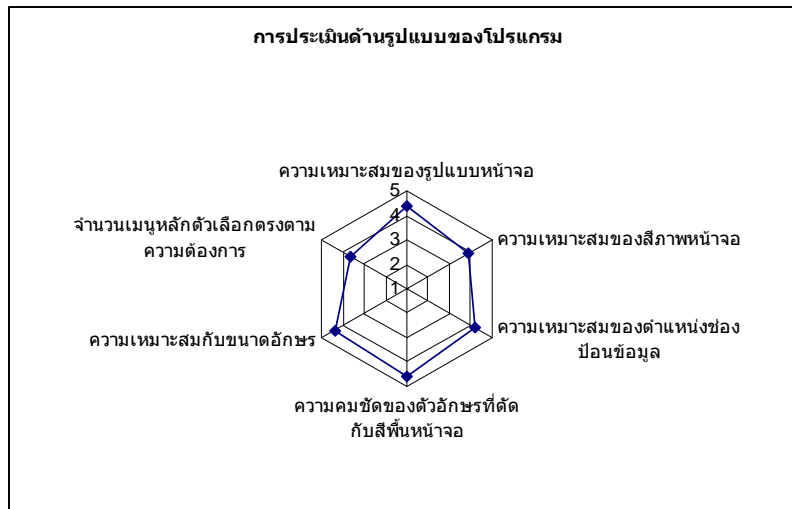 การประเมินด้านรูปแบบของโปรแกรม
ความเหมาะสมของรูปแบบหน้าจอ
5
4
3
2
1
ความเหมาะสมของสีภาพหน้าจอ
ความเหมาะสมของตำแหน่งช่อง
ป้อนข้อมูล
ความคมชัดของตัวอักษรที่ตัด
กับสีพื้นหน้าจอ
ความเหมาะสมกับขนาดอักษร
จำนวนเมนูหลักตัวเลือกตรงตาม
ความต้องการ